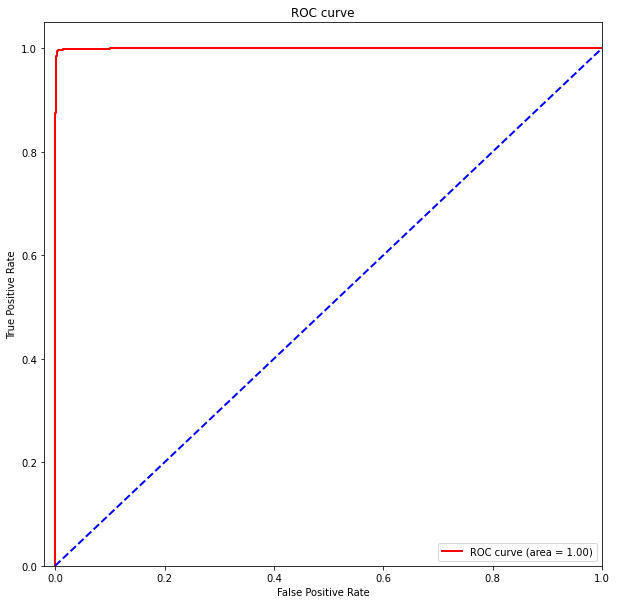 ROC curve
True Positive Rate
1.0
0.8
0.6
0.4
0.2
0.0
0.0 0.2 0.4 0.6 0.8 1.0
False Positive Rate
ROC curve (area = 1.00)